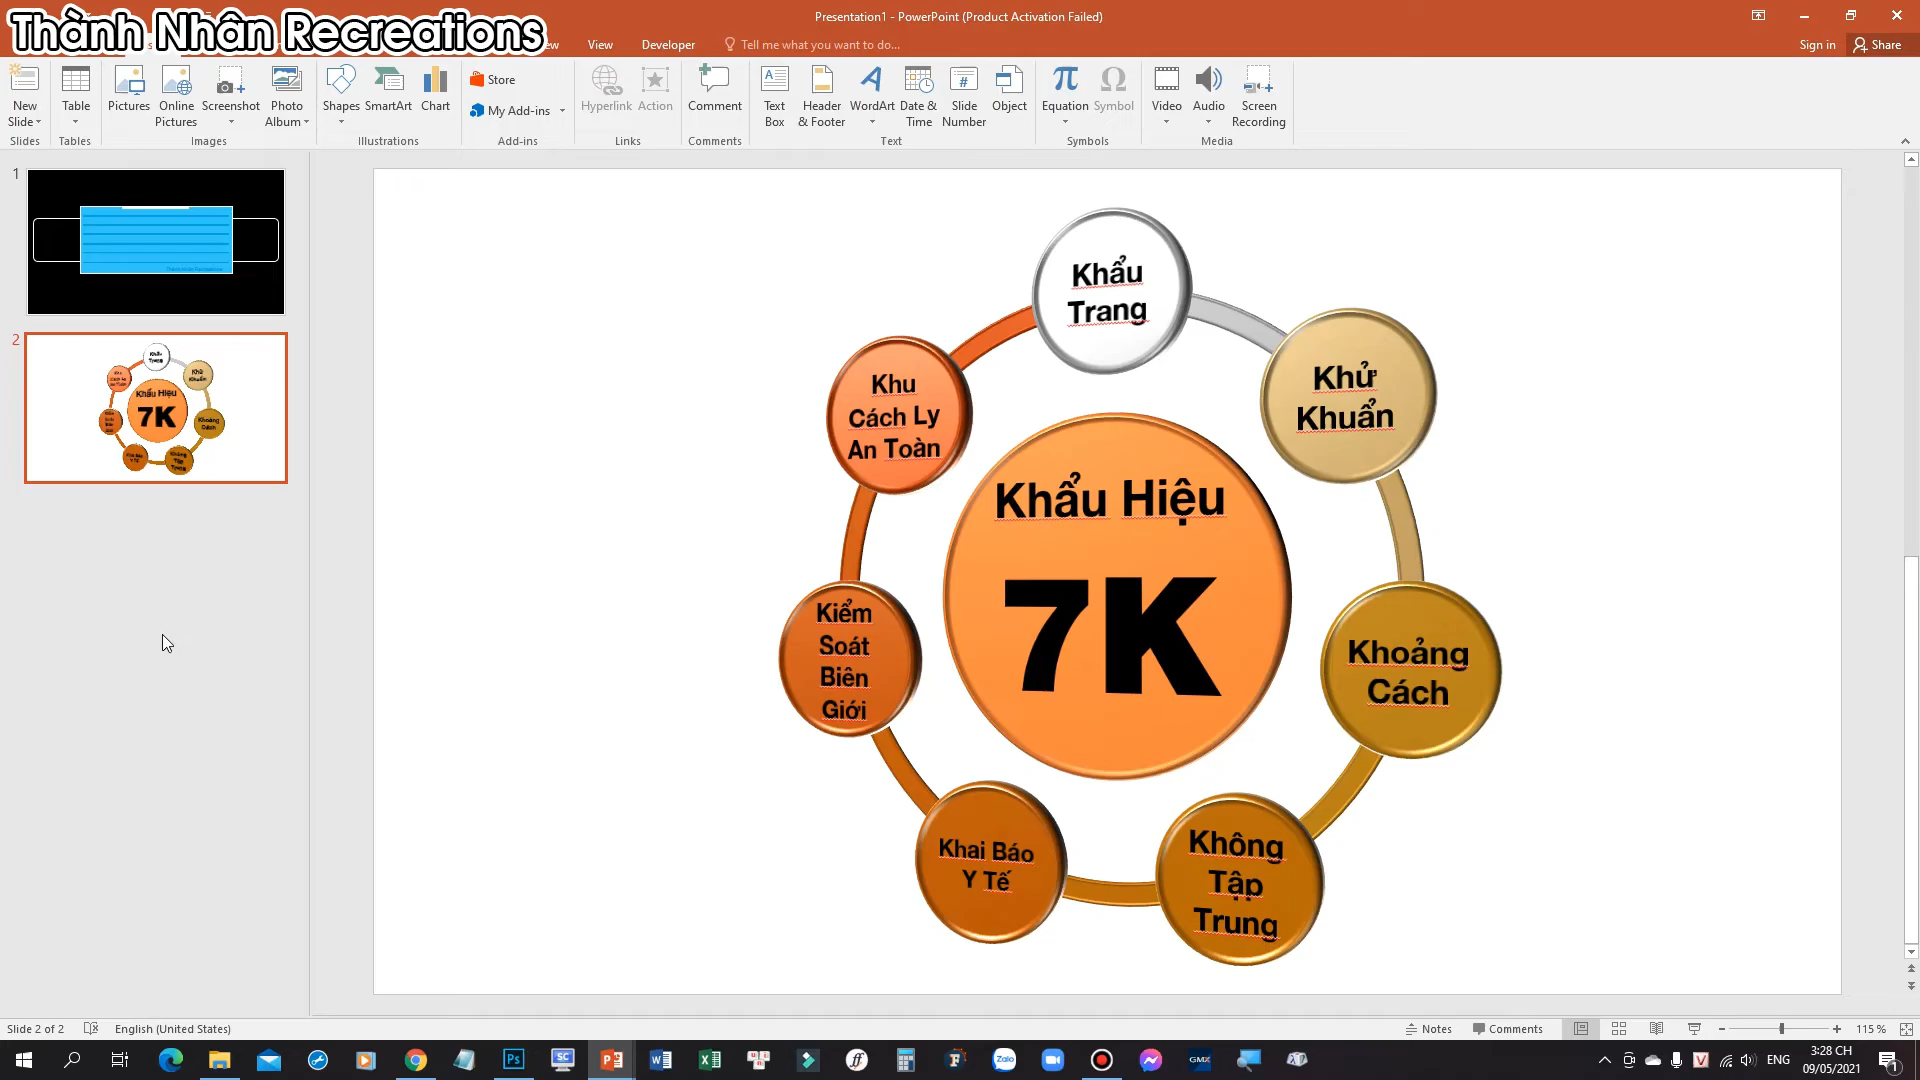 Thành Nhân Recreations
Presentation1 - PowerPoint (Product Activation Failed)
View
Developer
Tell me what you want to do...
Sign in
Share
New
Slide
Table
Pictures
Online
Pictures
Screenshot
Photo
Album
Shapes
SmartArt
Chart
Store
My Add-ins
Hyperlink
Action
Comment
Text
Box
Header
& Footer
WordArt
Date &
Time
Slide
Number
Object
Equation
Symbol
Video
Audio
Screen
Recording
Slides
Tables
Images
Illustrations
Add-ins
Links
Comments
Text
Symbols
Media
1
2
Khẩu
Trang
Khử
Khuẩn
Khoảng
Cách
Không
Tập
Trung
Khai Báo
Y Tế
Kiểm
Soát
Biên
Giới
Khu
Cách Ly
An Toàn
Khẩu Hiệu
7K
Slide 2 of 2
English (United States)
Notes
Comments
115 %
ENG
3:28 CH
09/05/2021